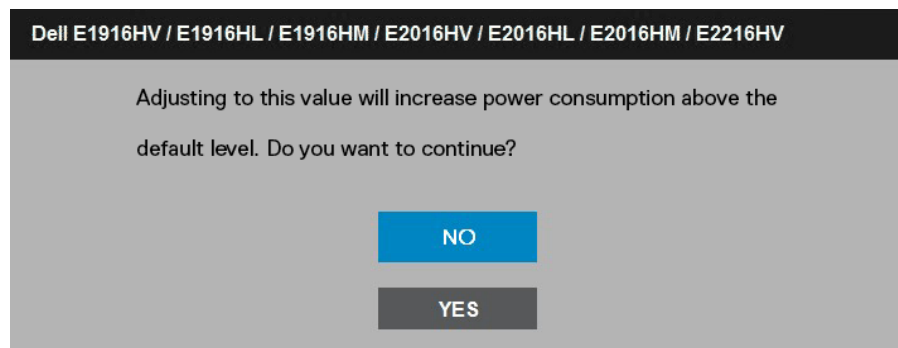 Dell E1916HV / E1916HL / E1916HM / E2016HV / E2016HL / E2016HM / E2216HV
Adjusting to this value will increase power consumption above the
default level. Do you want to continue?
NO
YES